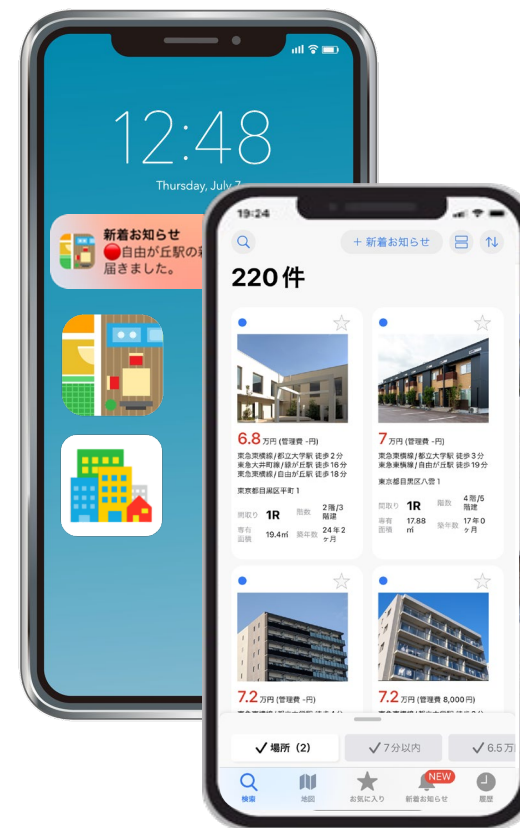 12:48
Thursday, July 7
新着お知らせ
🔴自由が丘駅の新
届きました。
19:24
+ 新着お知らせ
220件
6.8万円 (管理費 -円)
東急東横線/都立大学駅 徒歩2分
東急大井町線/緑が丘駅 徒歩16分
東急東横線/自由が丘駅 徒歩18分
東京都目黒区平町1
間取り 1R 階数 2階/3階建
専有面積 19.4㎡ 築年数 24年2ヶ月
7万円 (管理費 -円)
東急東横線/都立大学駅 徒歩3分
東急東横線/自由が丘駅 徒歩19分
東京都目黒区八雲1
間取り 1R 階数 4階/5階建
専有面積 17.88㎡ 築年数 17年0ヶ月
7.2万円 (管理費 -円)
7.2万円 (管理費 8,000円)
✓場所 (2)
✓7分以内
✓6.5万
検索
地図
お気に入り
NEW
新着お知らせ
履歴